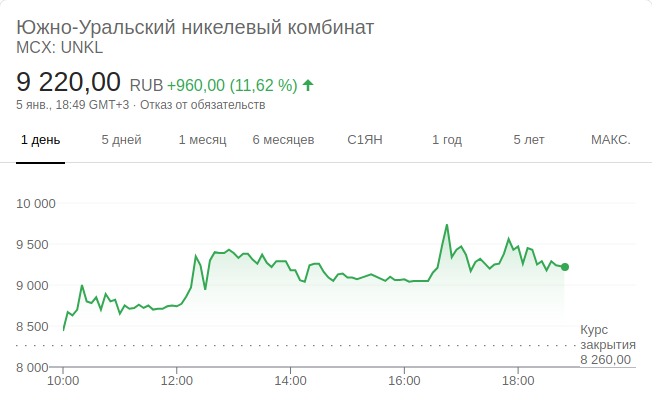 Южно-Уральский никелевый комбинат
MCX: UNKL
9 220,00 RUB +960,00 (11,62 %)
5 янв., 18:49 GMT+3 · Отказ от обязательств
1 день 5 дней 1 месяц 6 месяцев С1ЯН 1 год 5 лет МАКС.
10 000
9 500
9 000
8 500
Курс
закрытия
8 260,00
8 000
10:00 12:00 14:00 16:00 18:00